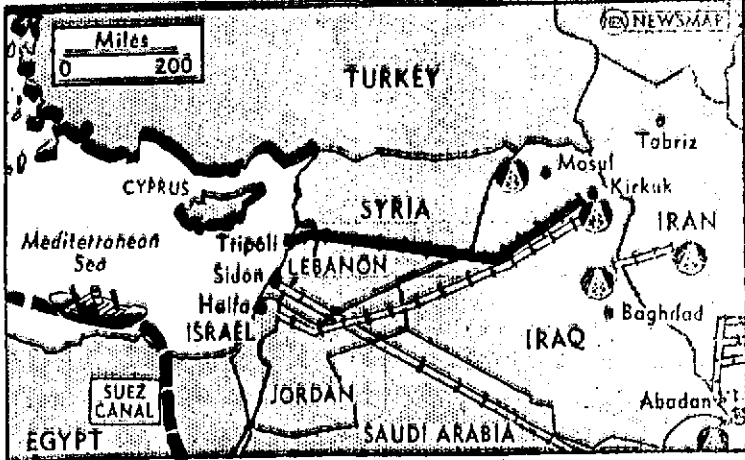 NEWSMAP
Miles
0 200
TURKEY
Tabriz
Mosul
CYPRUS
Kirkuk
SYRIA
IRAN
Mediterranean
Sea
Tripoli
LEBANON
Sidon
Haifa
Baghdad
ISRAEL
IRAQ
SUEZ
CANAL
JORDAN
Abadan
EGYPT
SAUDI ARABIA